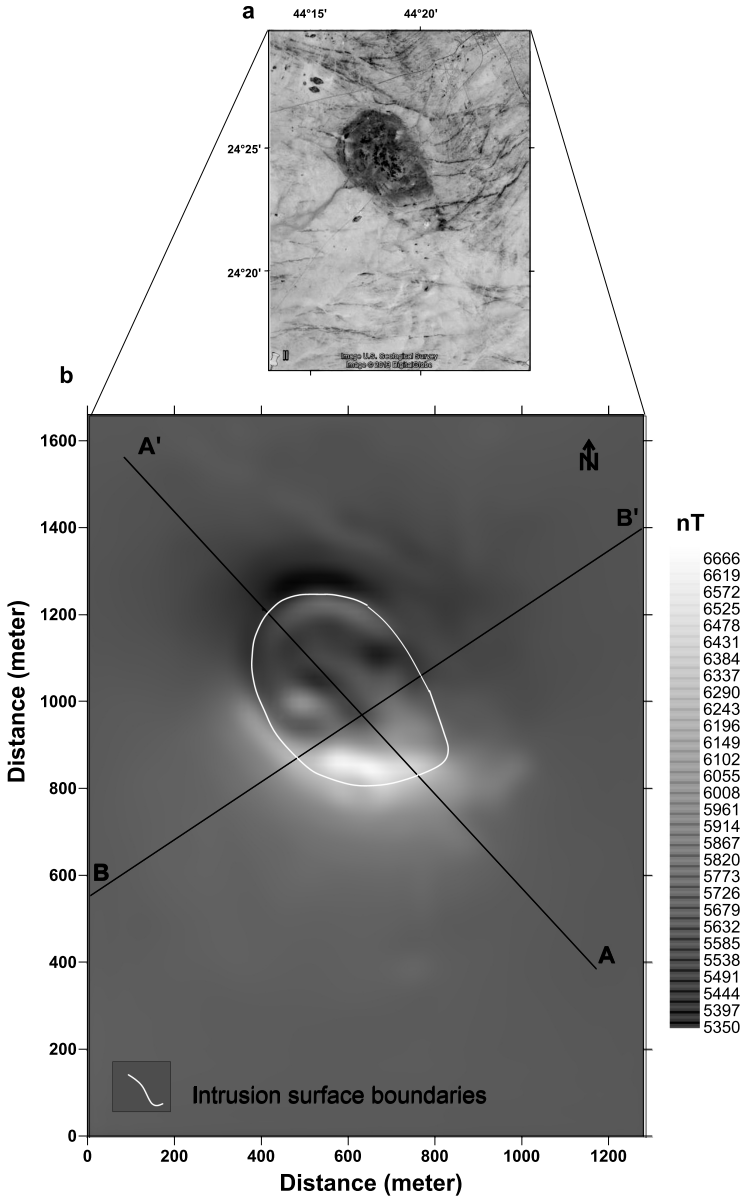 a
44°15' 44°20'
24°25'
24°20'
Image U.S. Geological Survey
Image © 2013 DigitalGlobe
b
1600
1400
1200
1000
800
600
400
200
0
Distance (meter)
A'
N
B'
B
A
Intrusion surface boundaries
0 200 400 600 800 1000 1200
Distance (meter)
nT
6666
6619
6572
6525
6478
6431
6384
6337
6290
6243
6196
6149
6102
6055
6008
5961
5914
5867
5820
5773
5726
5679
5632
5585
5538
5491
5444
5397
5350